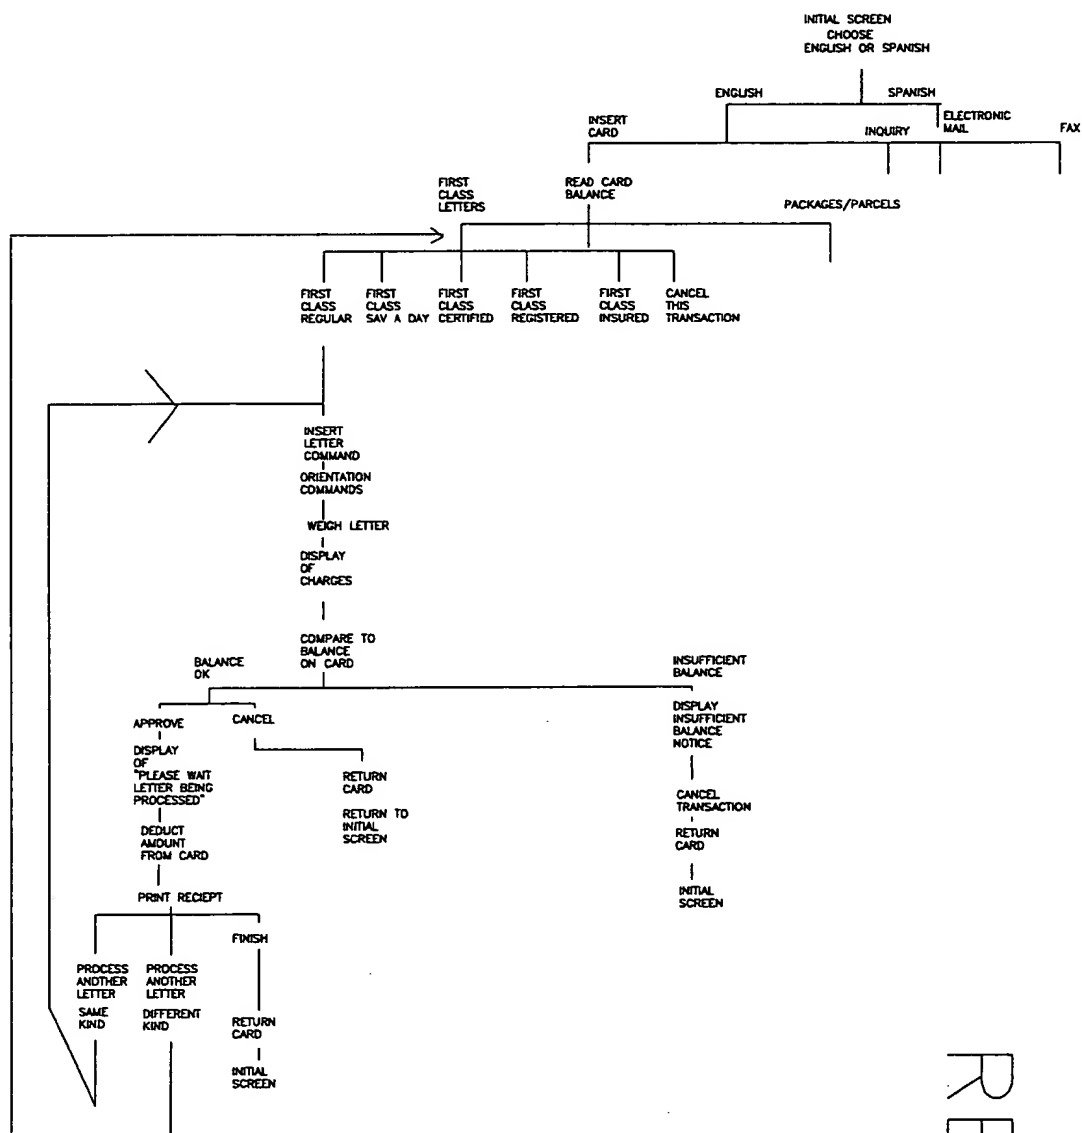 INITIAL SCREEN
CHOOSE
ENGLISH OR SPANISH
ENGLISH
SPANISH
INSERT
CARD
INQUIRY
ELECTRONIC
MAIL
FAX
FIRST
CLASS
LETTERS
READ CARD
BALANCE
PACKAGES/PARCELS
FIRST
CLASS
REGULAR
FIRST
CLASS
SAV A DAY
FIRST
CLASS
CERTIFIED
FIRST
CLASS
REGISTERED
FIRST
CLASS
INSURED
CANCEL
THIS
TRANSACTION
INSERT
LETTER
COMMAND
ORIENTATION
COMMANDS
WEIGH LETTER
DISPLAY
OF
CHARGES
COMPARE TO
BALANCE
ON CARD
BALANCE
OK
INSUFFICIENT
BALANCE
APPROVE
CANCEL
DISPLAY
INSUFFICIENT
BALANCE
NOTICE
DISPLAY
OF
"PLEASE WAIT
LETTER BEING
PROCESSED"
RETURN
CARD
RETURN TO
INITIAL
SCREEN
CANCEL
TRANSACTION
RETURN
CARD
INITIAL
SCREEN
DEDUCT
AMOUNT
FROM CARD
PRINT RECIEPT
PROCESS
ANOTHER
LETTER
SAME
KIND
PROCESS
ANOTHER
LETTER
DIFFERENT
KIND
FINISH
RETURN
CARD
INITIAL
SCREEN
R